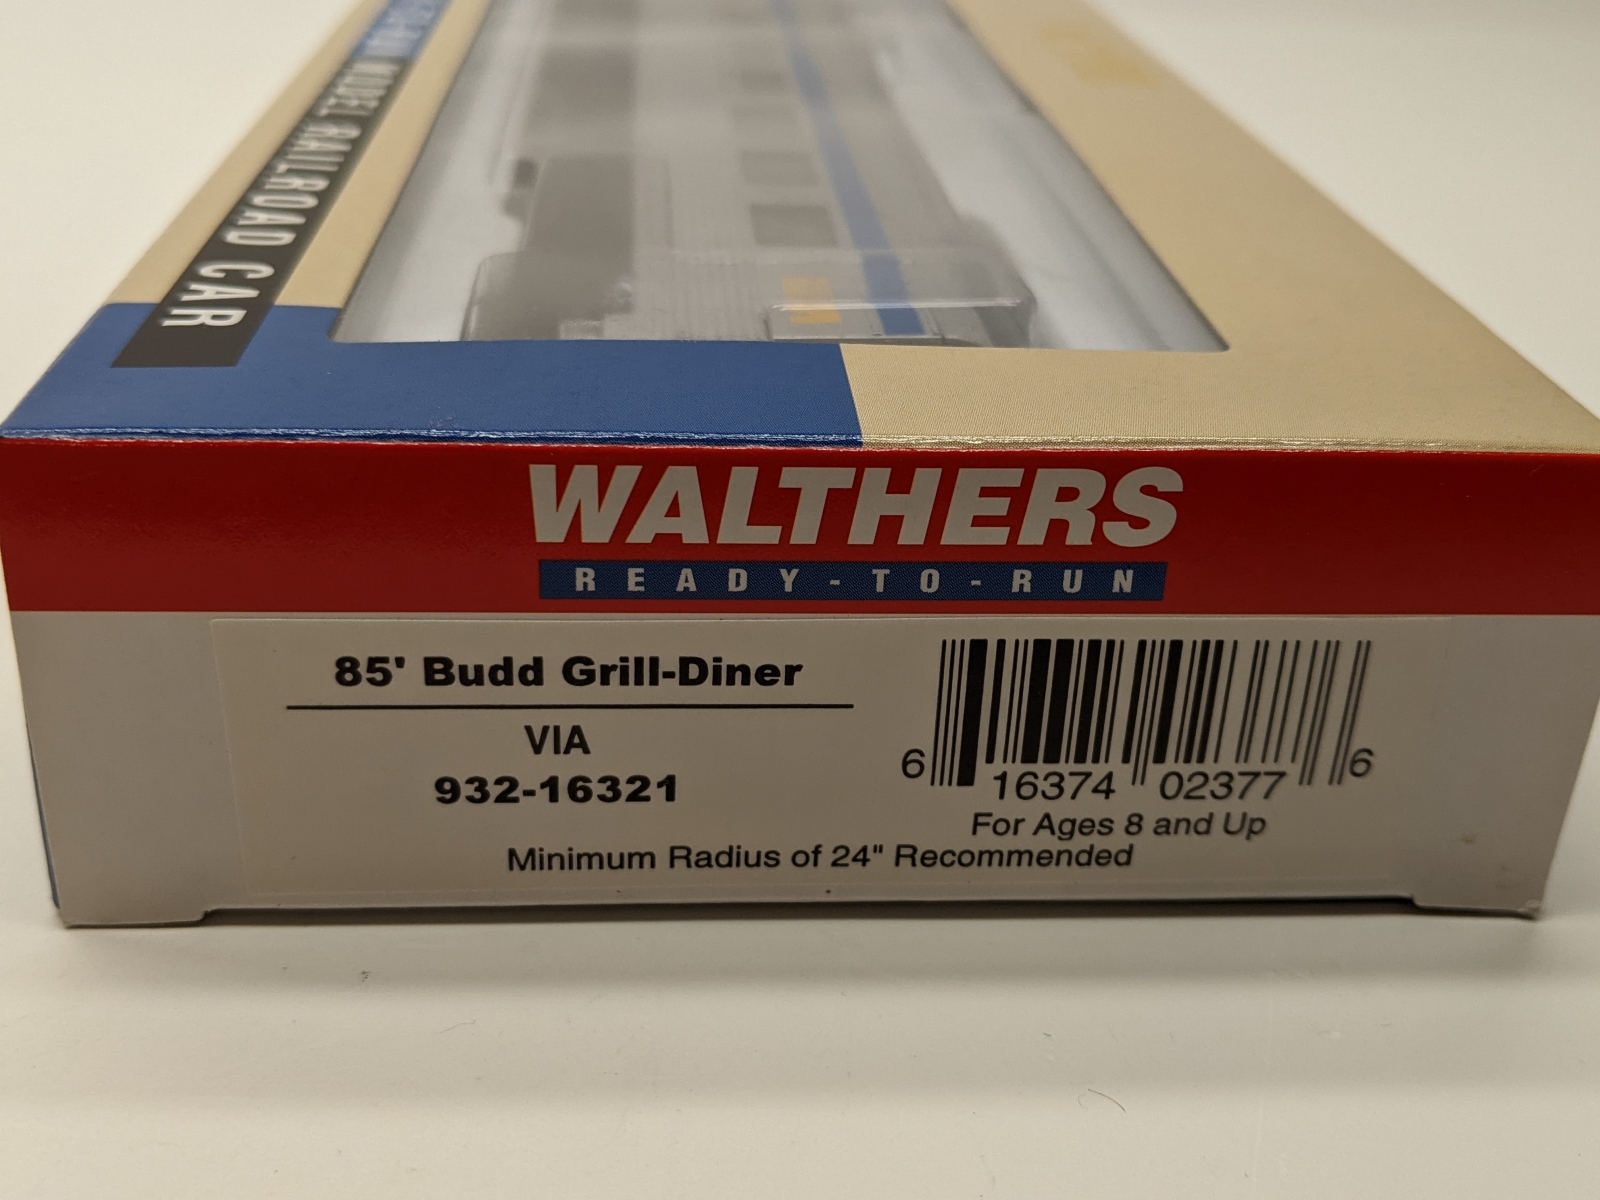 MODEL RAILROAD CAR
WALTHERS
READY-TO-RUN
85' Budd Grill-Diner
VIA
932-16321
6 16374 02377 6
For Ages 8 and Up
Minimum Radius of 24" Recommended